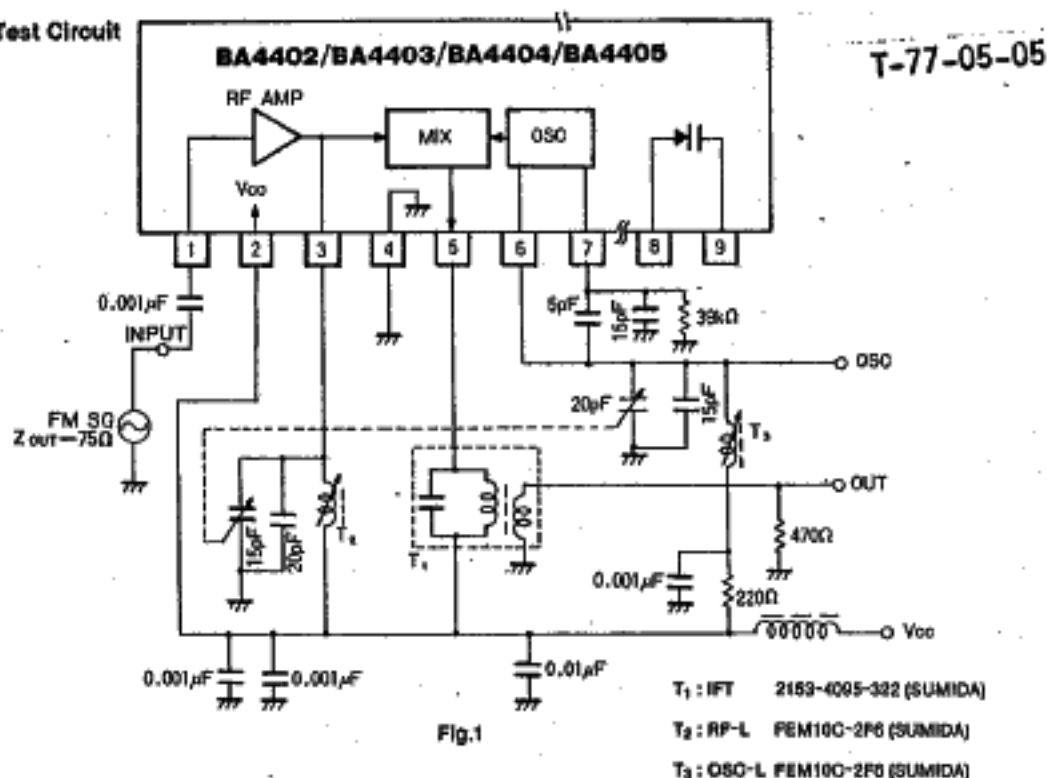 Test Circuit
BA4402/BA4403/BA4404/BA4405
T-77-05-05
RF AMP
MIX
OSC
Vcc
1
2
3
4
5
6
7
8
9
0.001μF
INPUT
5pF
15pF
39kΩ
OSC
FM SG
Z OUT=75Ω
20pF
15pF
T3
OUT
15pF
20pF
T2
T1
470Ω
0.001μF
220Ω
Vcc
0.001μF
0.001μF
0.01μF
T1 : IFT 2153-4095-322 (SUMIDA)
Fig.1
T2 : RF-L FEM10C-2F6 (SUMIDA)
T3 : OSC-L FEM10C-2F6 (SUMIDA)